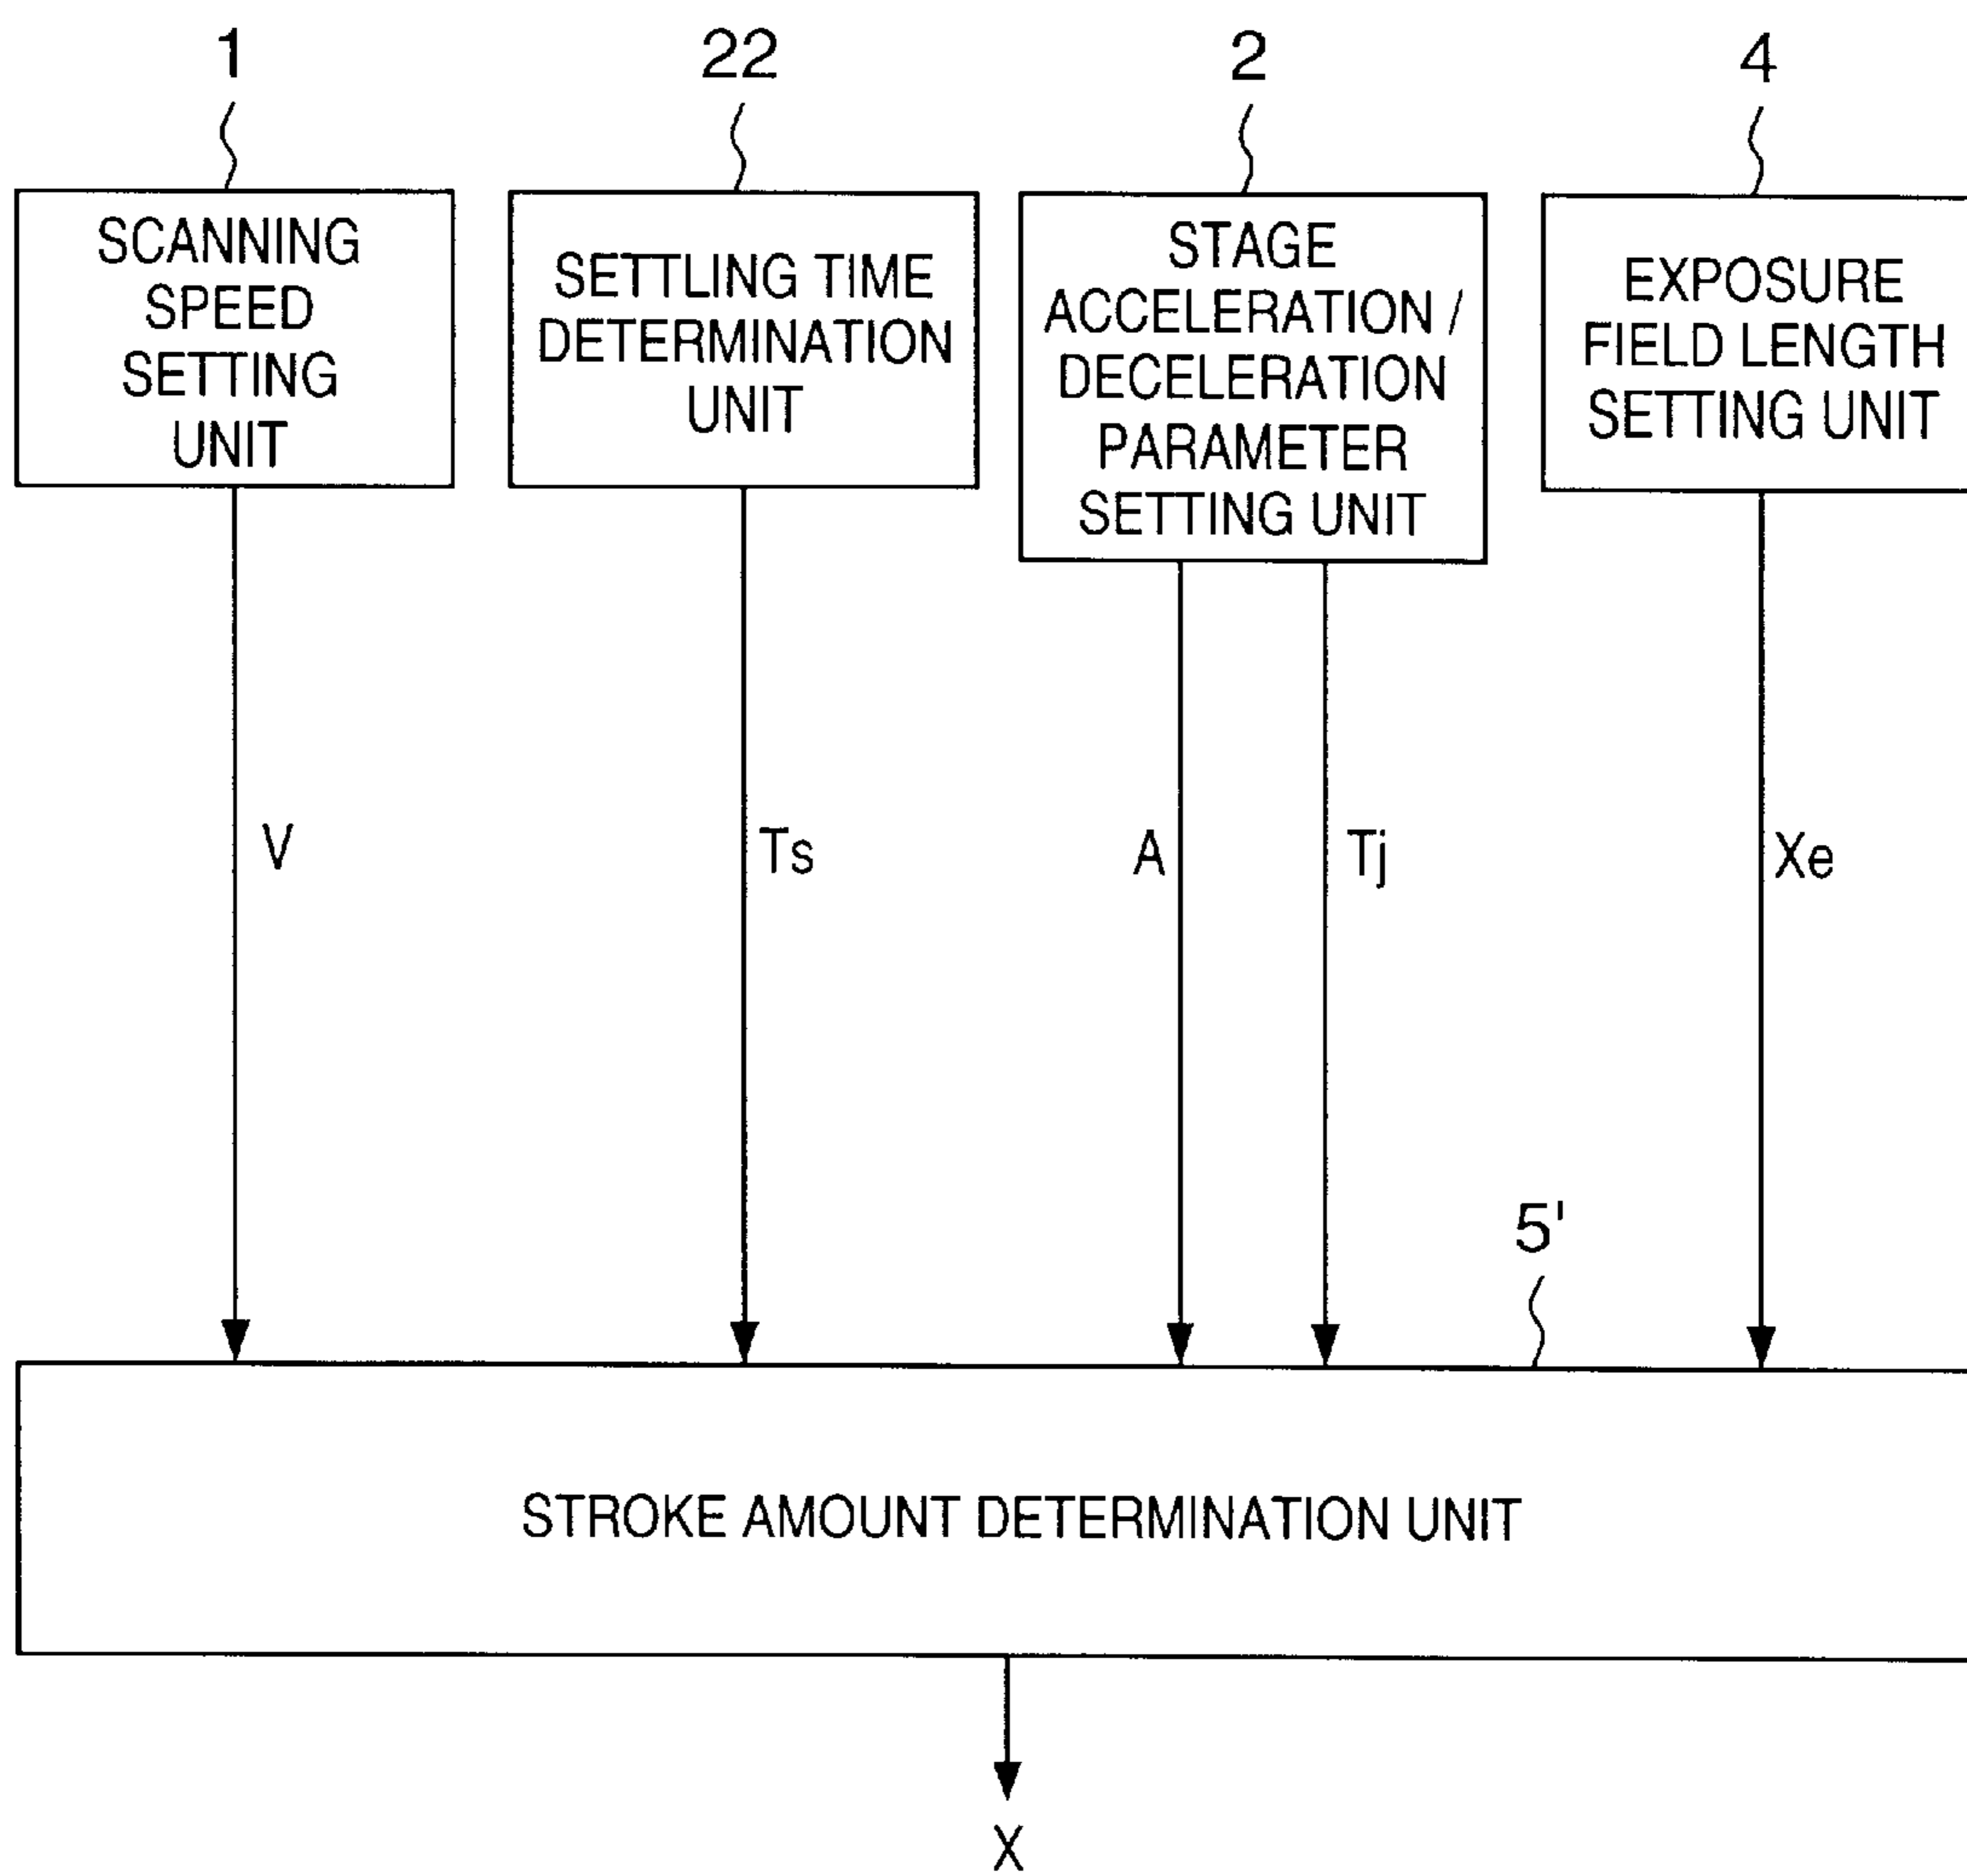 1
22
2
4
SCANNING
SPEED
SETTING
UNIT
SETTLING TIME
DETERMINATION
UNIT
STAGE
ACCELERATION /
DECELERATION
PARAMETER
SETTING UNIT
EXPOSURE
FIELD LENGTH
SETTING UNIT
V
Ts
A
Tj
Xe
5'
STROKE AMOUNT DETERMINATION UNIT
X